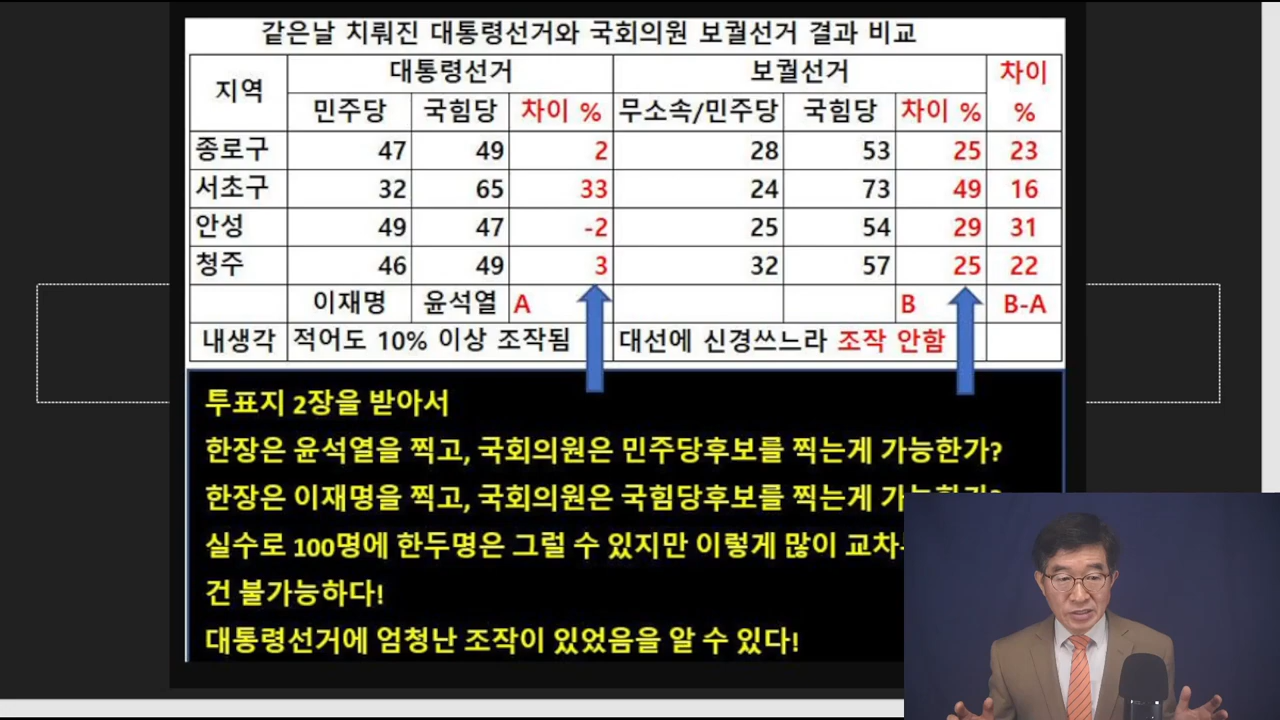 같은날 치뤄진 대통령선거와 국회의원 보궐선거 결과 비교
지역 대통령선거 보궐선거 차이 %
민주당 국힘당 차이 % 무소속/민주당 국힘당 차이 %
종로구 47 49 2 28 53 25 23
서초구 32 65 33 24 73 49 16
안성 49 47 -2 25 54 29 31
청주 46 49 3 32 57 25 22
이재명 윤석열 A B B-A
내생각 적어도 10% 이상 조작됨 대선에 신경쓰느라 조작 안함
투표지 2장을 받아서
한장은 윤석열을 찍고, 국회의원은 민주당후보를 찍는게 가능한가?
한장은 이재명을 찍고, 국회의원은 국힘당후보를 찍는게
실수로 100명에 한두명은 그럴 수 있지만 이렇게 많이
건 불가능하다!
대통령선거에 엄청난 조작이 있었음을 알 수 있다!